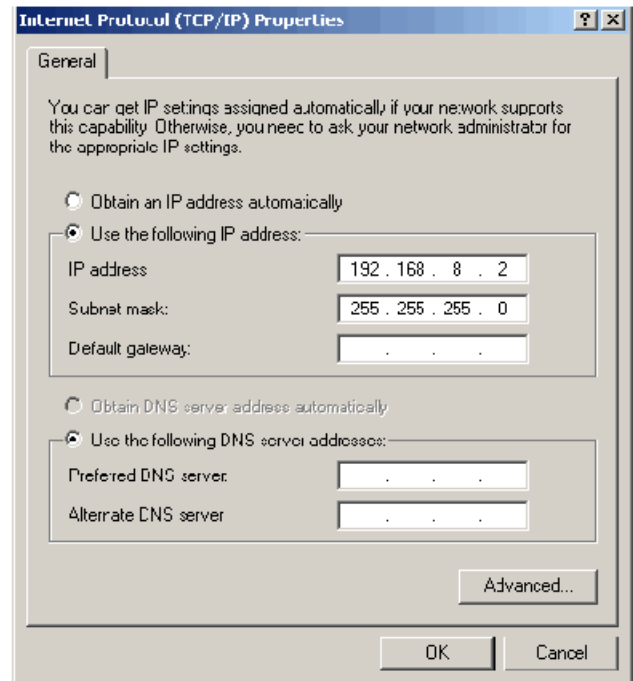 Internet Protocol (TCP/IP) Properties
General
You can get IP settings assigned automatically if your network supports
this capability. Otherwise, you need to ask your network administrator for
the appropriate IP settings.
Obtain an IP address automatically
Use the following IP address:
IP address
192 . 168 . 8 . 2
Subnet mask:
255 . 255 . 255 . 0
Default gateway:
. . .
Obtain DNS server address automatically
Use the following DNS server addresses:
Preferred DNS server:
. . .
Alternate DNS server
. . .
Advanced...
OK
Cancel